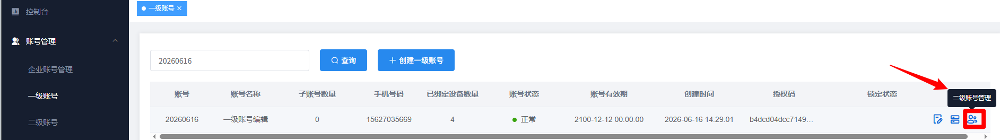 控制台
一级账号
账号管理
企业账号管理
一级账号
二级账号
20260616
查询
创建一级账号
账号 账号名称 子账号数量 手机号码 已绑定设备数量 账号状态 账号有效期 创建时间 授权码 锁定状态
二级账号管理
20260616 一级账号编辑 0 15627035669 4 正常 2100-12-12 00:00:00 2026-06-16 14:29:01 b4dcd04dcc7149...